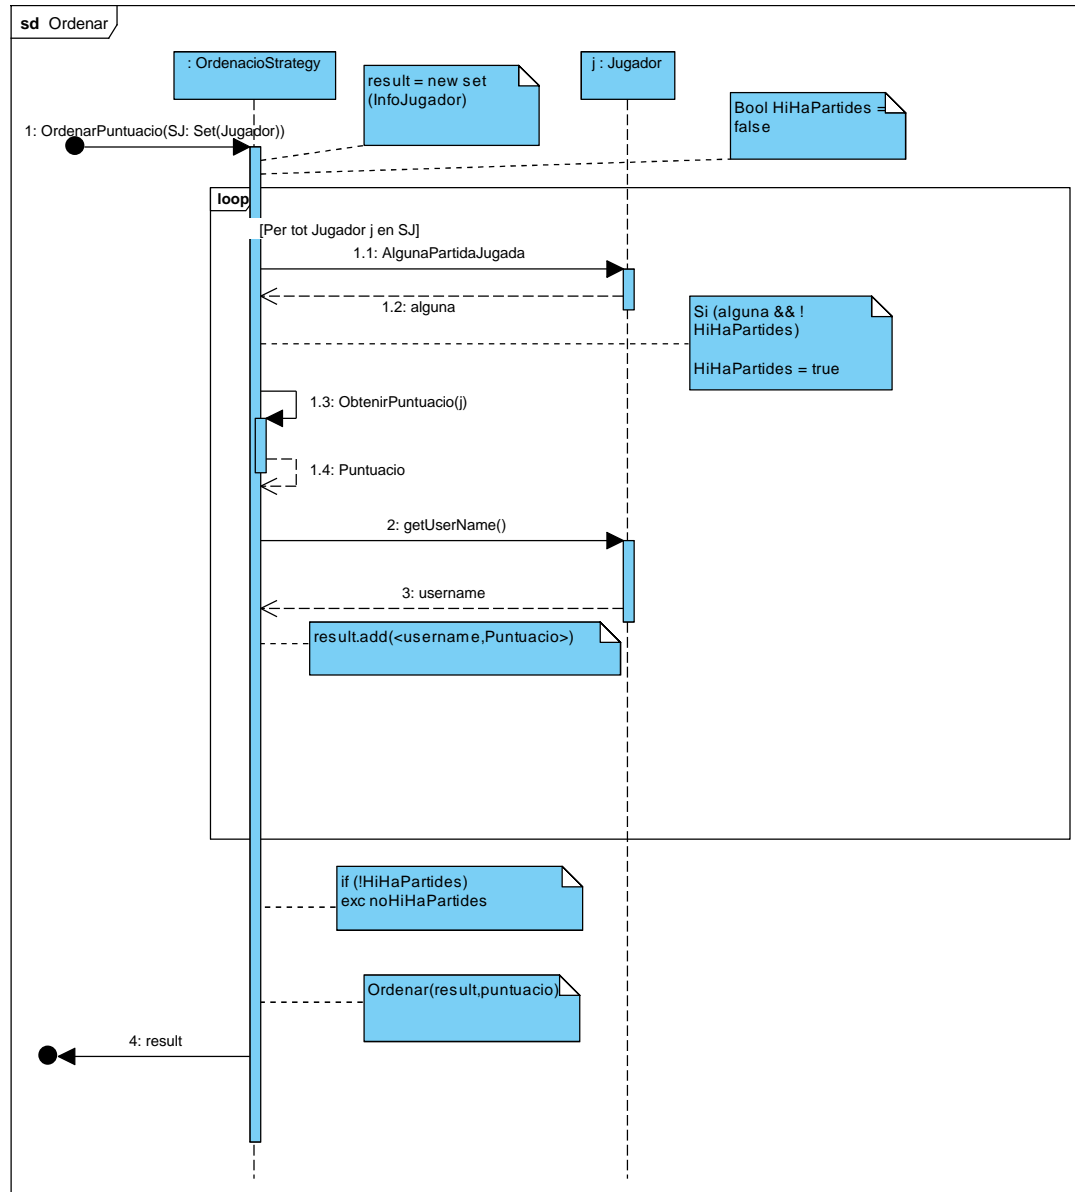 sd Ordenar
: OrdenacioStrategy
j : Jugador
result = new set
(InfoJugador)
Bool HiHaPartides =
false
1: OrdenarPuntuacio(SJ: Set(Jugador))
loop
[Per tot Jugador j en SJ]
1.1: AlgunaPartidaJugada
1.2: alguna
Si (alguna && !
HiHaPartides)
HiHaPartides = true
1.3: ObtenirPuntuacio(j)
1.4: Puntuacio
2: getUserName()
3: username
result.add(<username,Puntuacio>)
if (!HiHaPartides)
exc noHiHaPartides
Ordenar(result,puntuacio)
4: result